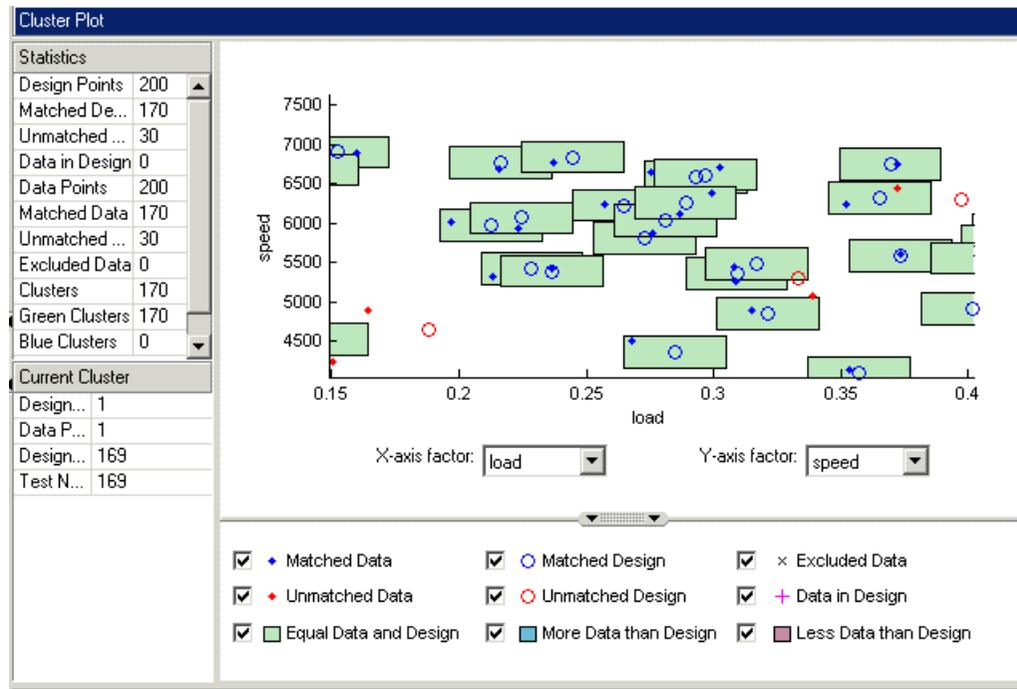 Cluster Plot
Statistics
Design Points 200
Matched De... 170
Unmatched ... 30
Data in Design 0
Data Points 200
Matched Data 170
Unmatched ... 30
Excluded Data 0
Clusters 170
Green Clusters 170
Blue Clusters 0
Current Cluster
Design... 1
Data P... 1
Design... 169
Test N... 169
7500
7000
6500
6000
5500
5000
4500
speed
0.15 0.2 0.25 0.3 0.35 0.4
load
X-axis factor: load Y-axis factor: speed
Matched Data Matched Design Excluded Data
Unmatched Data Unmatched Design Data in Design
Equal Data and Design More Data than Design Less Data than Design